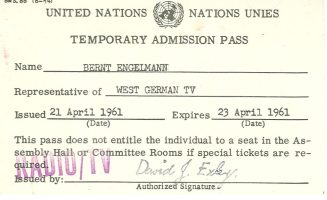 UNITED NATIONS NATIONS UNIES
TEMPORARY ADMISSION PASS
Name BERNT ENGELMANN
Representative of WEST GERMAN TV
Issued 21 April 1961 Expires 23 April 1961
(Date) (Date)
This pass does not entitle the individual to a seat in the As-
sembly Hall or Committee Rooms if special tickets are re-
quired.
RADIO/TV
Issued by: David J. Exley
Authorized Signature